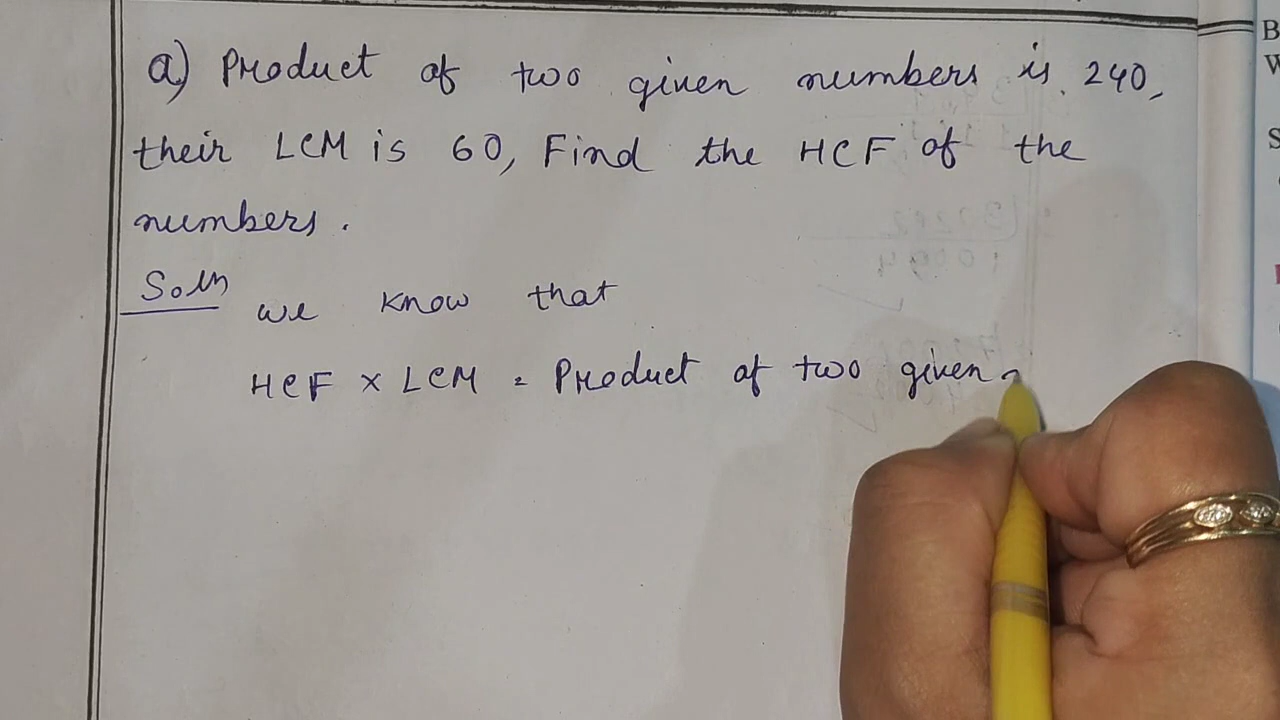 a) Product of two given numbers is 240,
their LCM is 60, Find the HCF of the
numbers.
Soln
we know that
HCF × LCM = Product of two given